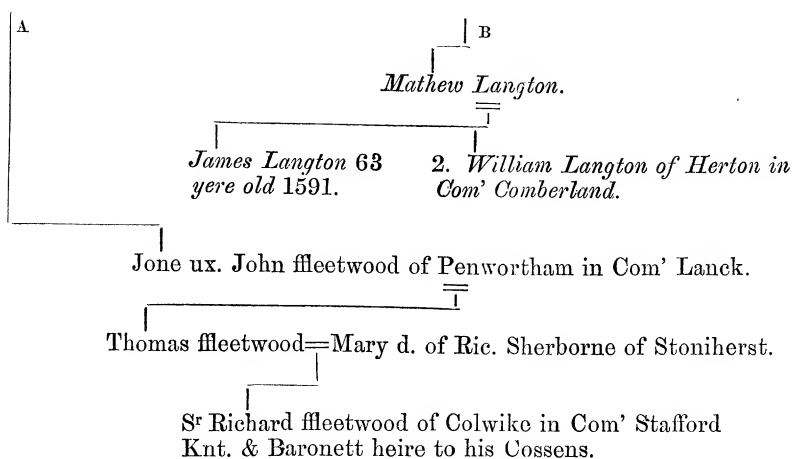 A
B
Mathew Langton.
James Langton 63
yere old 1591.
2. William Langton of Herton in
Com' Comberland.
Jone ux. John ffleetwood of Penwortham in Com' Lanck.
Thomas ffleetwood=Mary d. of Ric. Sherborne of Stoniherst.
Sr Richard ffleetwood of Colwike in Com' Stafford
Knt. & Baronett heire to his Cossens.